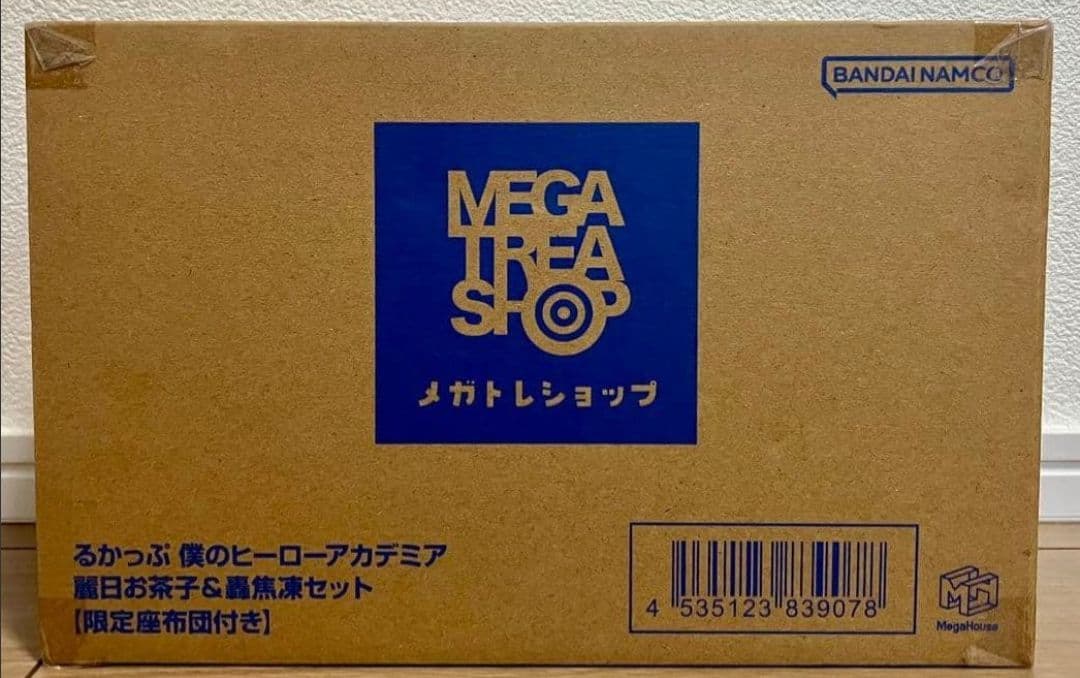 BANDAI NAMCO
MEGA
TREA
SHOP
メガトレショップ
るかっぷ 僕のヒーローアカデミア
麗日お茶子&轟焦凍セット
【限定座布団付き】
4 535123 839078
MegaHouse